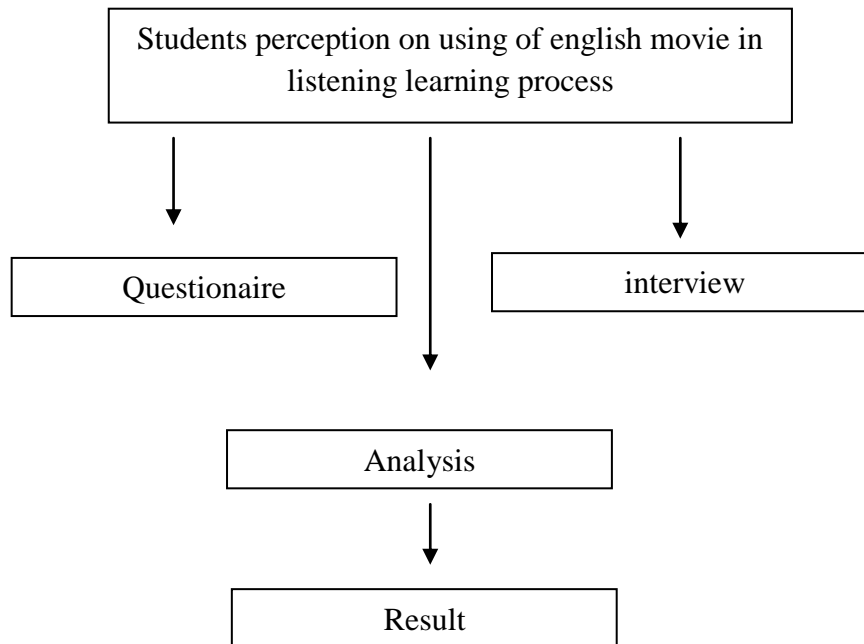 Students perception on using of english movie in
listening learning process
Questionaire
interview
Analysis
Result